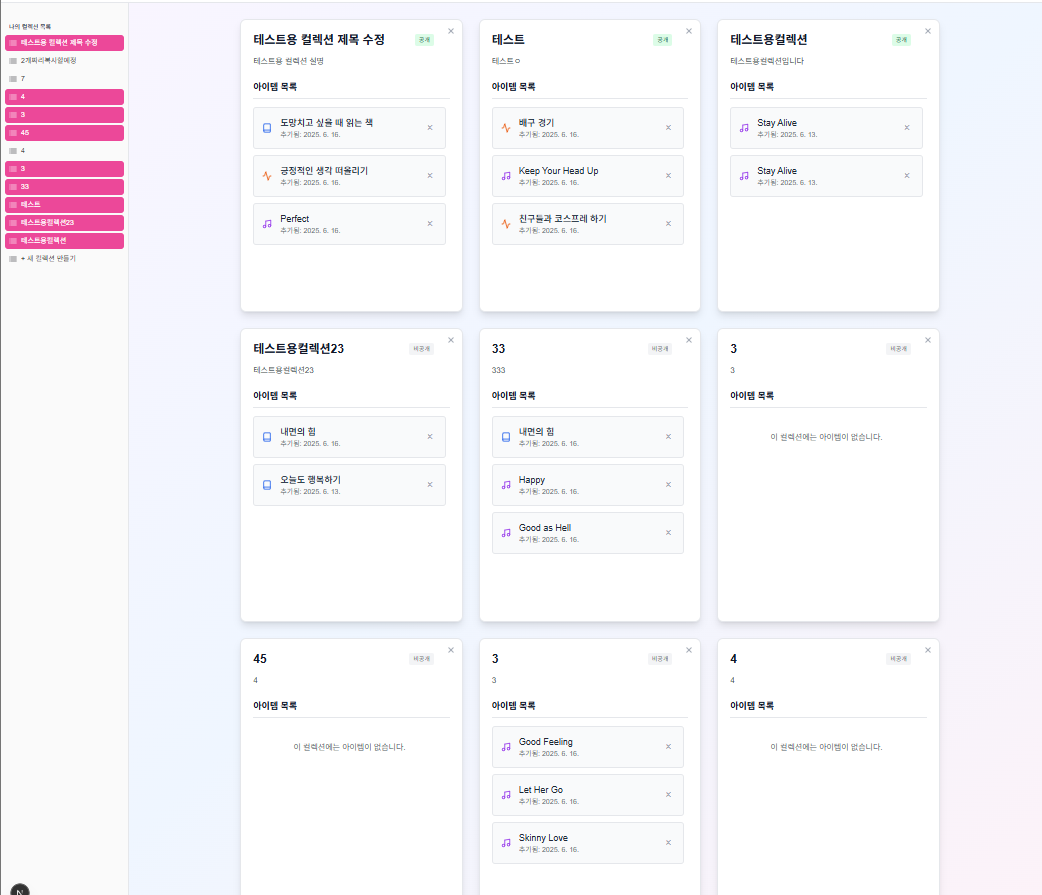 나의 컬렉션 목록
테스트용 컬렉션 제목 수정
2개짜리복사할예정
7
4
3
45
4
3
33
테스트
테스트용컬렉션23
테스트용컬렉션
+ 새 컬렉션 만들기
테스트용 컬렉션 제목 수정
공개
테스트용 컬렉션 설명
아이템 목록
도망치고 싶을 때 읽는 책
추가됨: 2025. 6. 16.
긍정적인 생각 떠올리기
추가됨: 2025. 6. 16.
Perfect
추가됨: 2025. 6. 16.
테스트
공개
테스트ㅇ
아이템 목록
배구 경기
추가됨: 2025. 6. 16.
Keep Your Head Up
추가됨: 2025. 6. 16.
친구들과 코스프레 하기
추가됨: 2025. 6. 16.
테스트용컬렉션
공개
테스트용컬렉션입니다
아이템 목록
Stay Alive
추가됨: 2025. 6. 13.
Stay Alive
추가됨: 2025. 6. 13.
테스트용컬렉션23
비공개
테스트용컬렉션23
아이템 목록
내면의 힘
추가됨: 2025. 6. 16.
오늘도 행복하기
추가됨: 2025. 6. 13.
33
비공개
333
아이템 목록
내면의 힘
추가됨: 2025. 6. 16.
Happy
추가됨: 2025. 6. 16.
Good as Hell
추가됨: 2025. 6. 16.
3
비공개
3
아이템 목록
이 컬렉션에는 아이템이 없습니다.
45
비공개
4
아이템 목록
이 컬렉션에는 아이템이 없습니다.
3
비공개
3
아이템 목록
Good Feeling
추가됨: 2025. 6. 16.
Let Her Go
추가됨: 2025. 6. 16.
Skinny Love
추가됨: 2025. 6. 16.
4
비공개
4
아이템 목록
이 컬렉션에는 아이템이 없습니다.
N